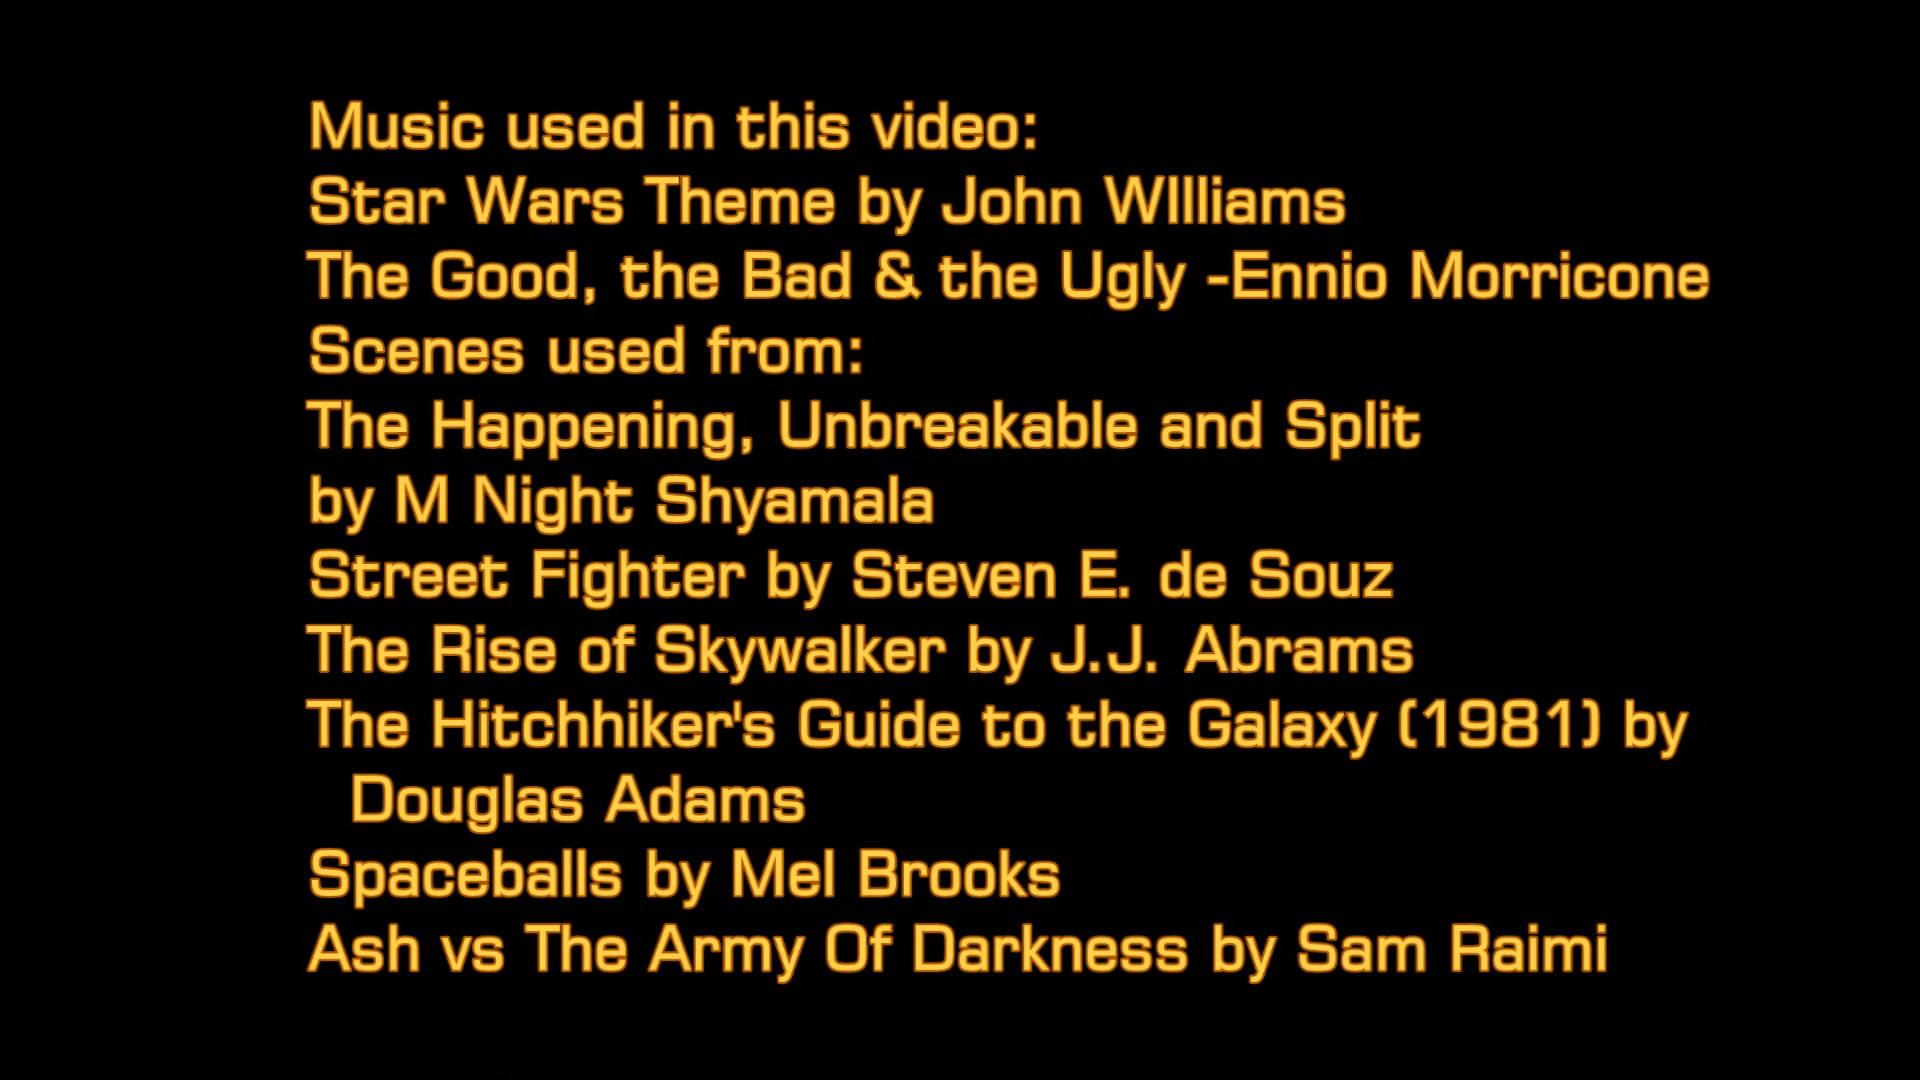 Music used in this video:
Star Wars Theme by John WIlliams
The Good, the Bad & the Ugly -Ennio Morricone
Scenes used from:
The Happening, Unbreakable and Split
by M Night Shyamala
Street Fighter by Steven E. de Souz
The Rise of Skywalker by J.J. Abrams
The Hitchhiker's Guide to the Galaxy (1981) by
Douglas Adams
Spaceballs by Mel Brooks
Ash vs The Army Of Darkness by Sam Raimi